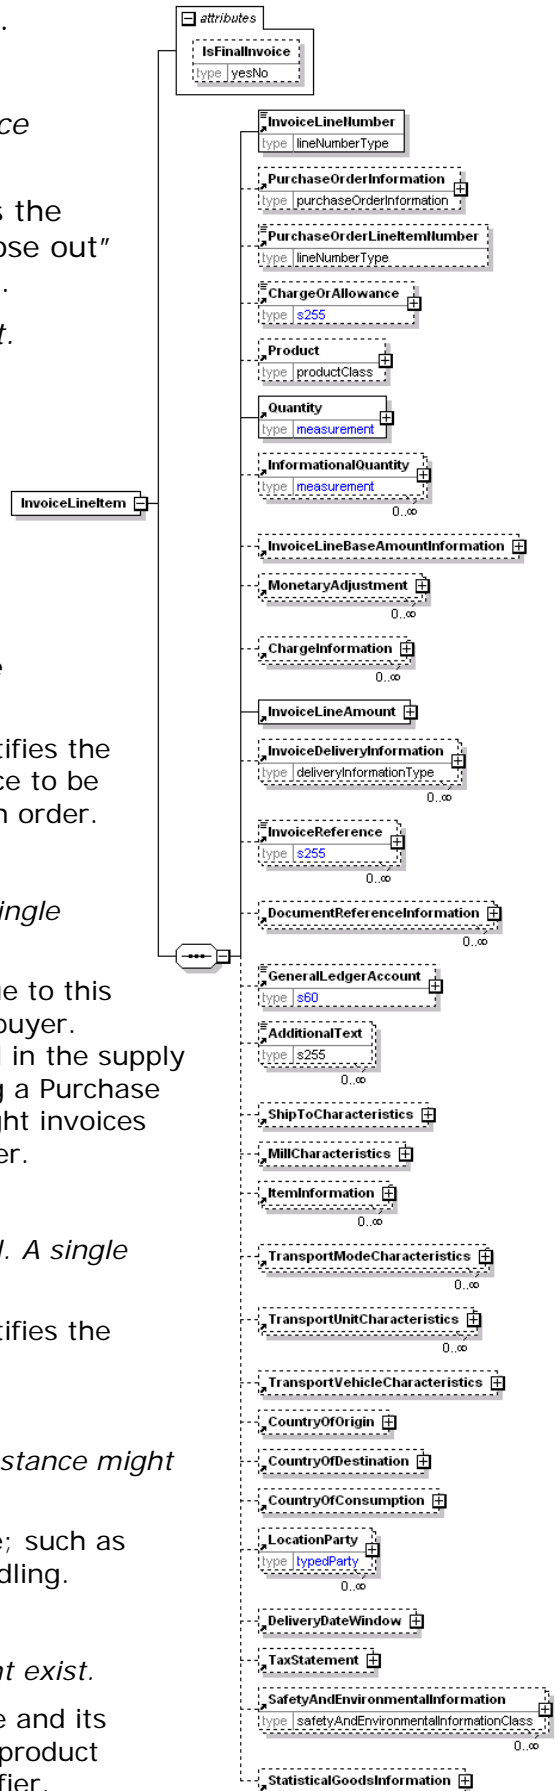 .
ce
s the
ose out"
.
t.
e
tifies the
ce to be
n order.
ingle
e to this
buyer.
l in the supply
g a Purchase
ght invoices
er.
l. A single
tifies the
stance might
e; such as
dling.
nt exist.
e and its
product
fier.
attributes
IsFinalInvoice
type yesNo
InvoiceLineItem
InvoiceLineNumber
type lineNumberType
PurchaseOrderInformation
type purchaseOrderInformation
PurchaseOrderLineItemNumber
type lineNumberType
ChargeOrAllowance
type s255
Product
type productClass
Quantity
type measurement
InformationalQuantity
type measurement
0..∞
InvoiceLineBaseAmountInformation
MonetaryAdjustment
0..∞
ChargeInformation
0..∞
InvoiceLineAmount
InvoiceDeliveryInformation
type deliveryInformationType
0..∞
InvoiceReference
type s255
0..∞
DocumentReferenceInformation
0..∞
GeneralLedgerAccount
type s60
AdditionalText
type s255
0..∞
ShipToCharacteristics
MillCharacteristics
ItemInformation
0..∞
TransportModeCharacteristics
0..∞
TransportUnitCharacteristics
0..∞
TransportVehicleCharacteristics
CountryOfOrigin
CountryOfDestination
CountryOfConsumption
LocationParty
type typedParty
0..∞
DeliveryDateWindow
TaxStatement
SafetyAndEnvironmentalInformation
type safetyAndEnvironmentalInformationClass
0..∞
StatisticalGoodsInformation